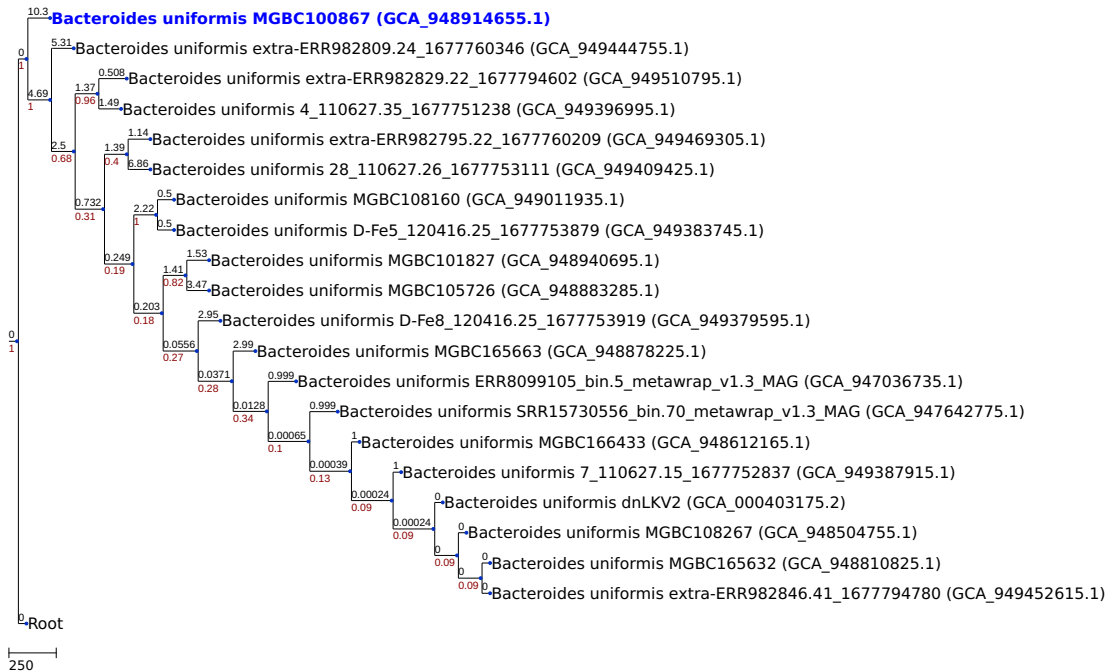 10.3 Bacteroides uniformis MGBC100867 (GCA_948914655.1)
0
1
5.31 Bacteroides uniformis extra-ERR982809.24_1677760346 (GCA_949444755.1)
0.508 Bacteroides uniformis extra-ERR982829.22_1677794602 (GCA_949510795.1)
4.69
1
1.37
0.96
1.49 Bacteroides uniformis 4_110627.35_1677751238 (GCA_949396995.1)
1.14 Bacteroides uniformis extra-ERR982795.22_1677760209 (GCA_949469305.1)
2.5
0.68
1.39
0.4
6.86 Bacteroides uniformis 28_110627.26_1677753111 (GCA_949409425.1)
0.5 Bacteroides uniformis MGBC108160 (GCA_949011935.1)
0.732
0.31
2.22
1
0.5 Bacteroides uniformis D-Fe5_120416.25_1677753879 (GCA_949383745.1)
1.53 Bacteroides uniformis MGBC101827 (GCA_948940695.1)
0.249
0.19
1.41
0.82
3.47 Bacteroides uniformis MGBC105726 (GCA_948883285.1)
0.203
0.18
2.95 Bacteroides uniformis D-Fe8_120416.25_1677753919 (GCA_949379595.1)
0
1
0.0556
0.27
2.99 Bacteroides uniformis MGBC165663 (GCA_948878225.1)
0.0371
0.28
0.999 Bacteroides uniformis ERR8099105_bin.5_metawrap_v1.3_MAG (GCA_947036735.1)
0.0128
0.34
0.999 Bacteroides uniformis SRR15730556_bin.70_metawrap_v1.3_MAG (GCA_947642775.1)
0.00065
0.1
1 Bacteroides uniformis MGBC166433 (GCA_948612165.1)
0.00039
0.13
1 Bacteroides uniformis 7_110627.15_1677752837 (GCA_949387915.1)
0.00024
0.09
0 Bacteroides uniformis dnLKV2 (GCA_000403175.2)
0.00024
0.09
0 Bacteroides uniformis MGBC108267 (GCA_948504755.1)
0
0.09
0 Bacteroides uniformis MGBC165632 (GCA_948810825.1)
0
0.09
0 Bacteroides uniformis extra-ERR982846.41_1677794780 (GCA_949452615.1)
0 Root
250